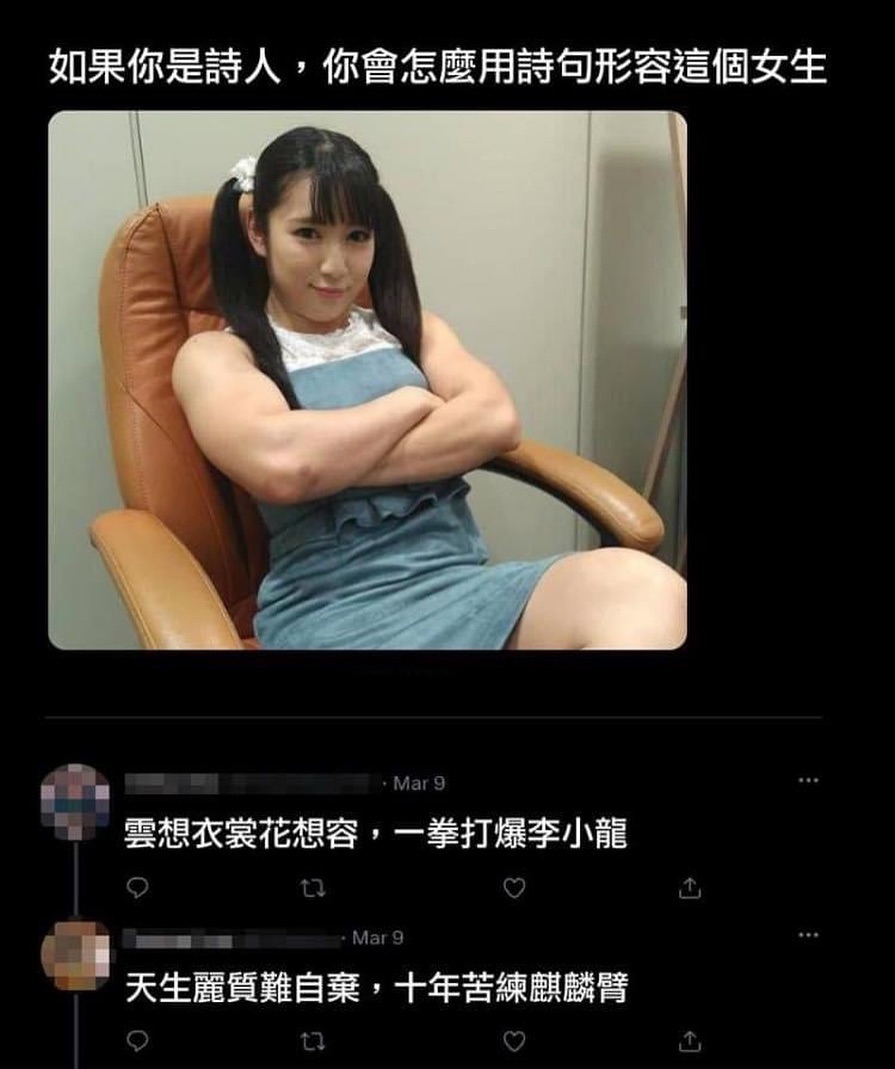 如果你是詩人，你會怎麼用詩句形容這個女生
· Mar 9
雲想衣裳花想容，一拳打爆李小龍
· Mar 9
天生麗質難自棄，十年苦練麒麟臂